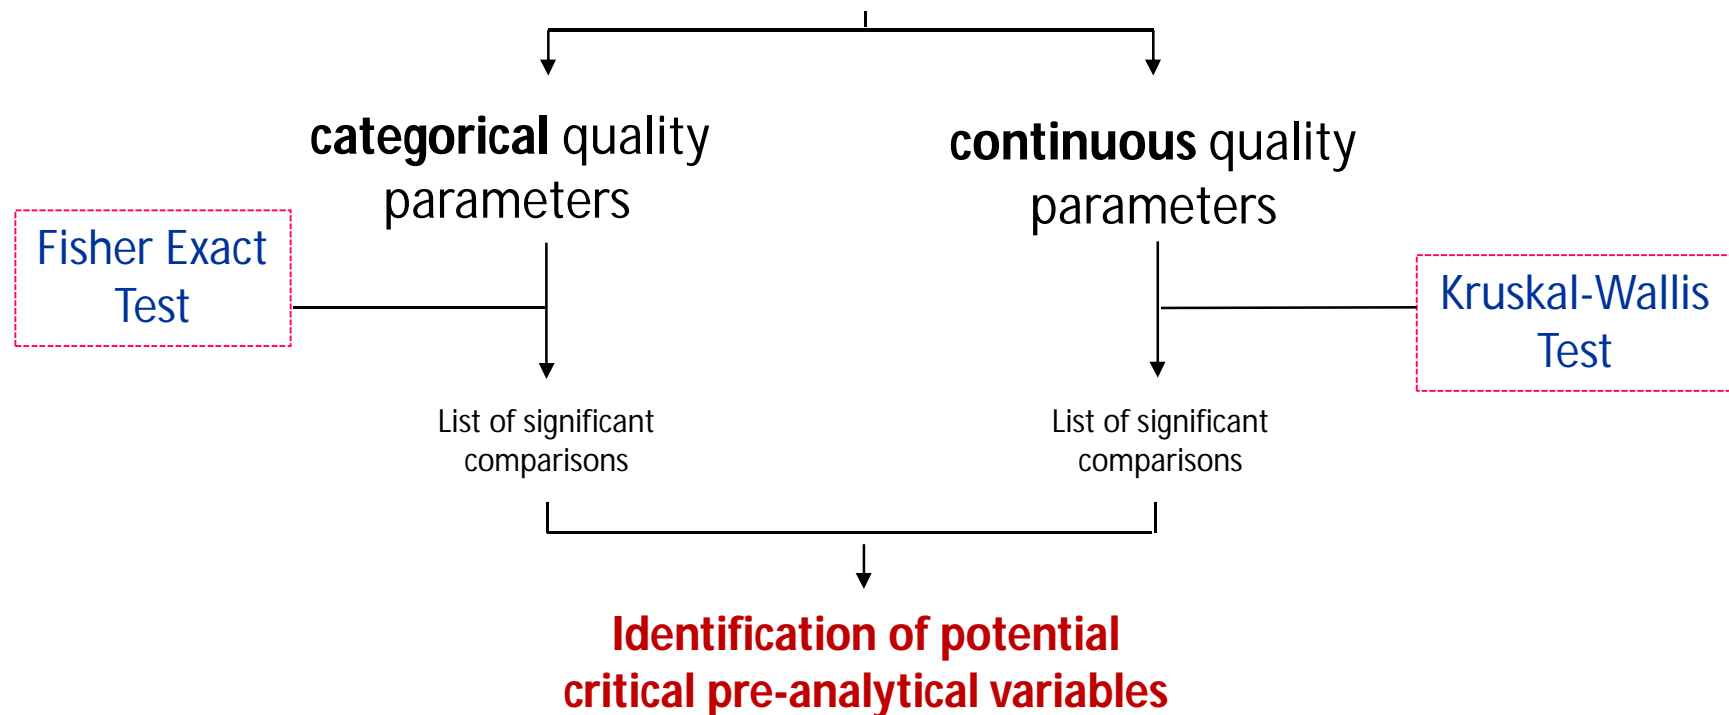 categorical quality
parameters
continuous quality
parameters
Fisher Exact
Test
Kruskal-Wallis
Test
List of significant
comparisons
List of significant
comparisons
Identification of potential
critical pre-analytical variables